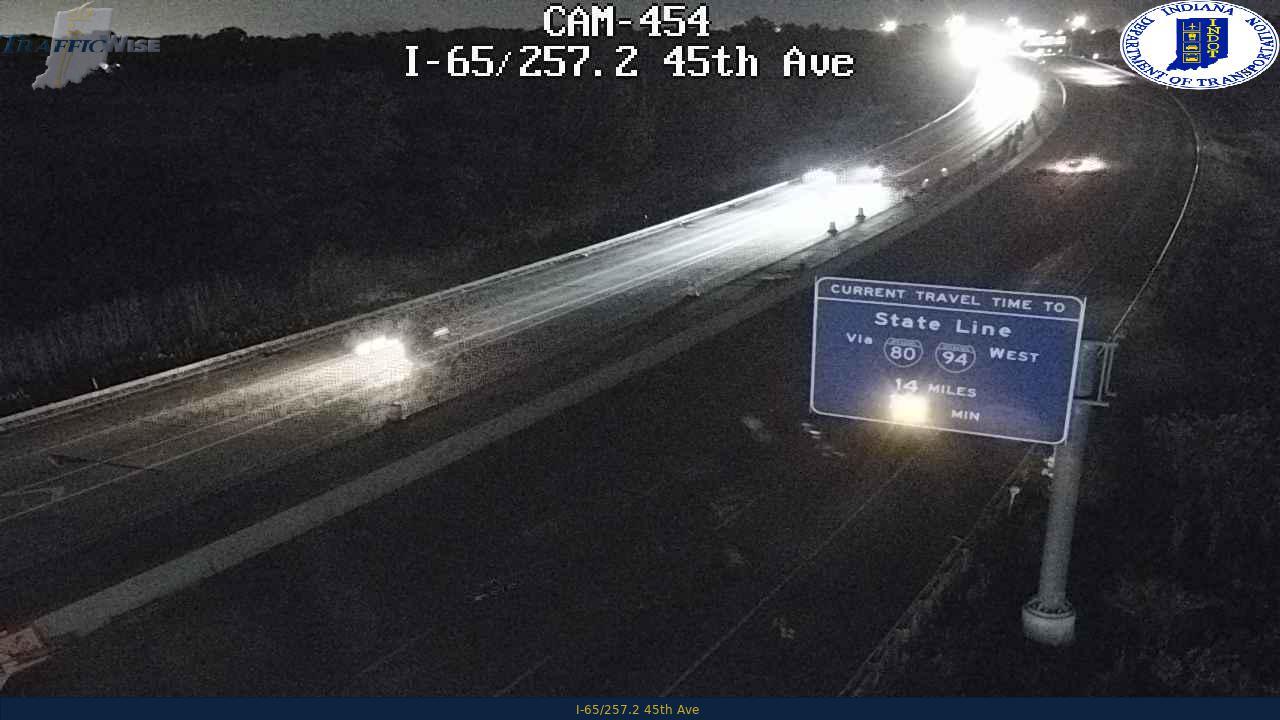 CAM-454
I-65/257.2 45th Ave
TRAFFICWISE
INDIANA
DEPARTMENT OF TRANSPORTATION
INDOT
CURRENT TRAVEL TIME TO
State Line
VIA 80 94 WEST
14 MILES
MIN
I-65/257.2 45th Ave